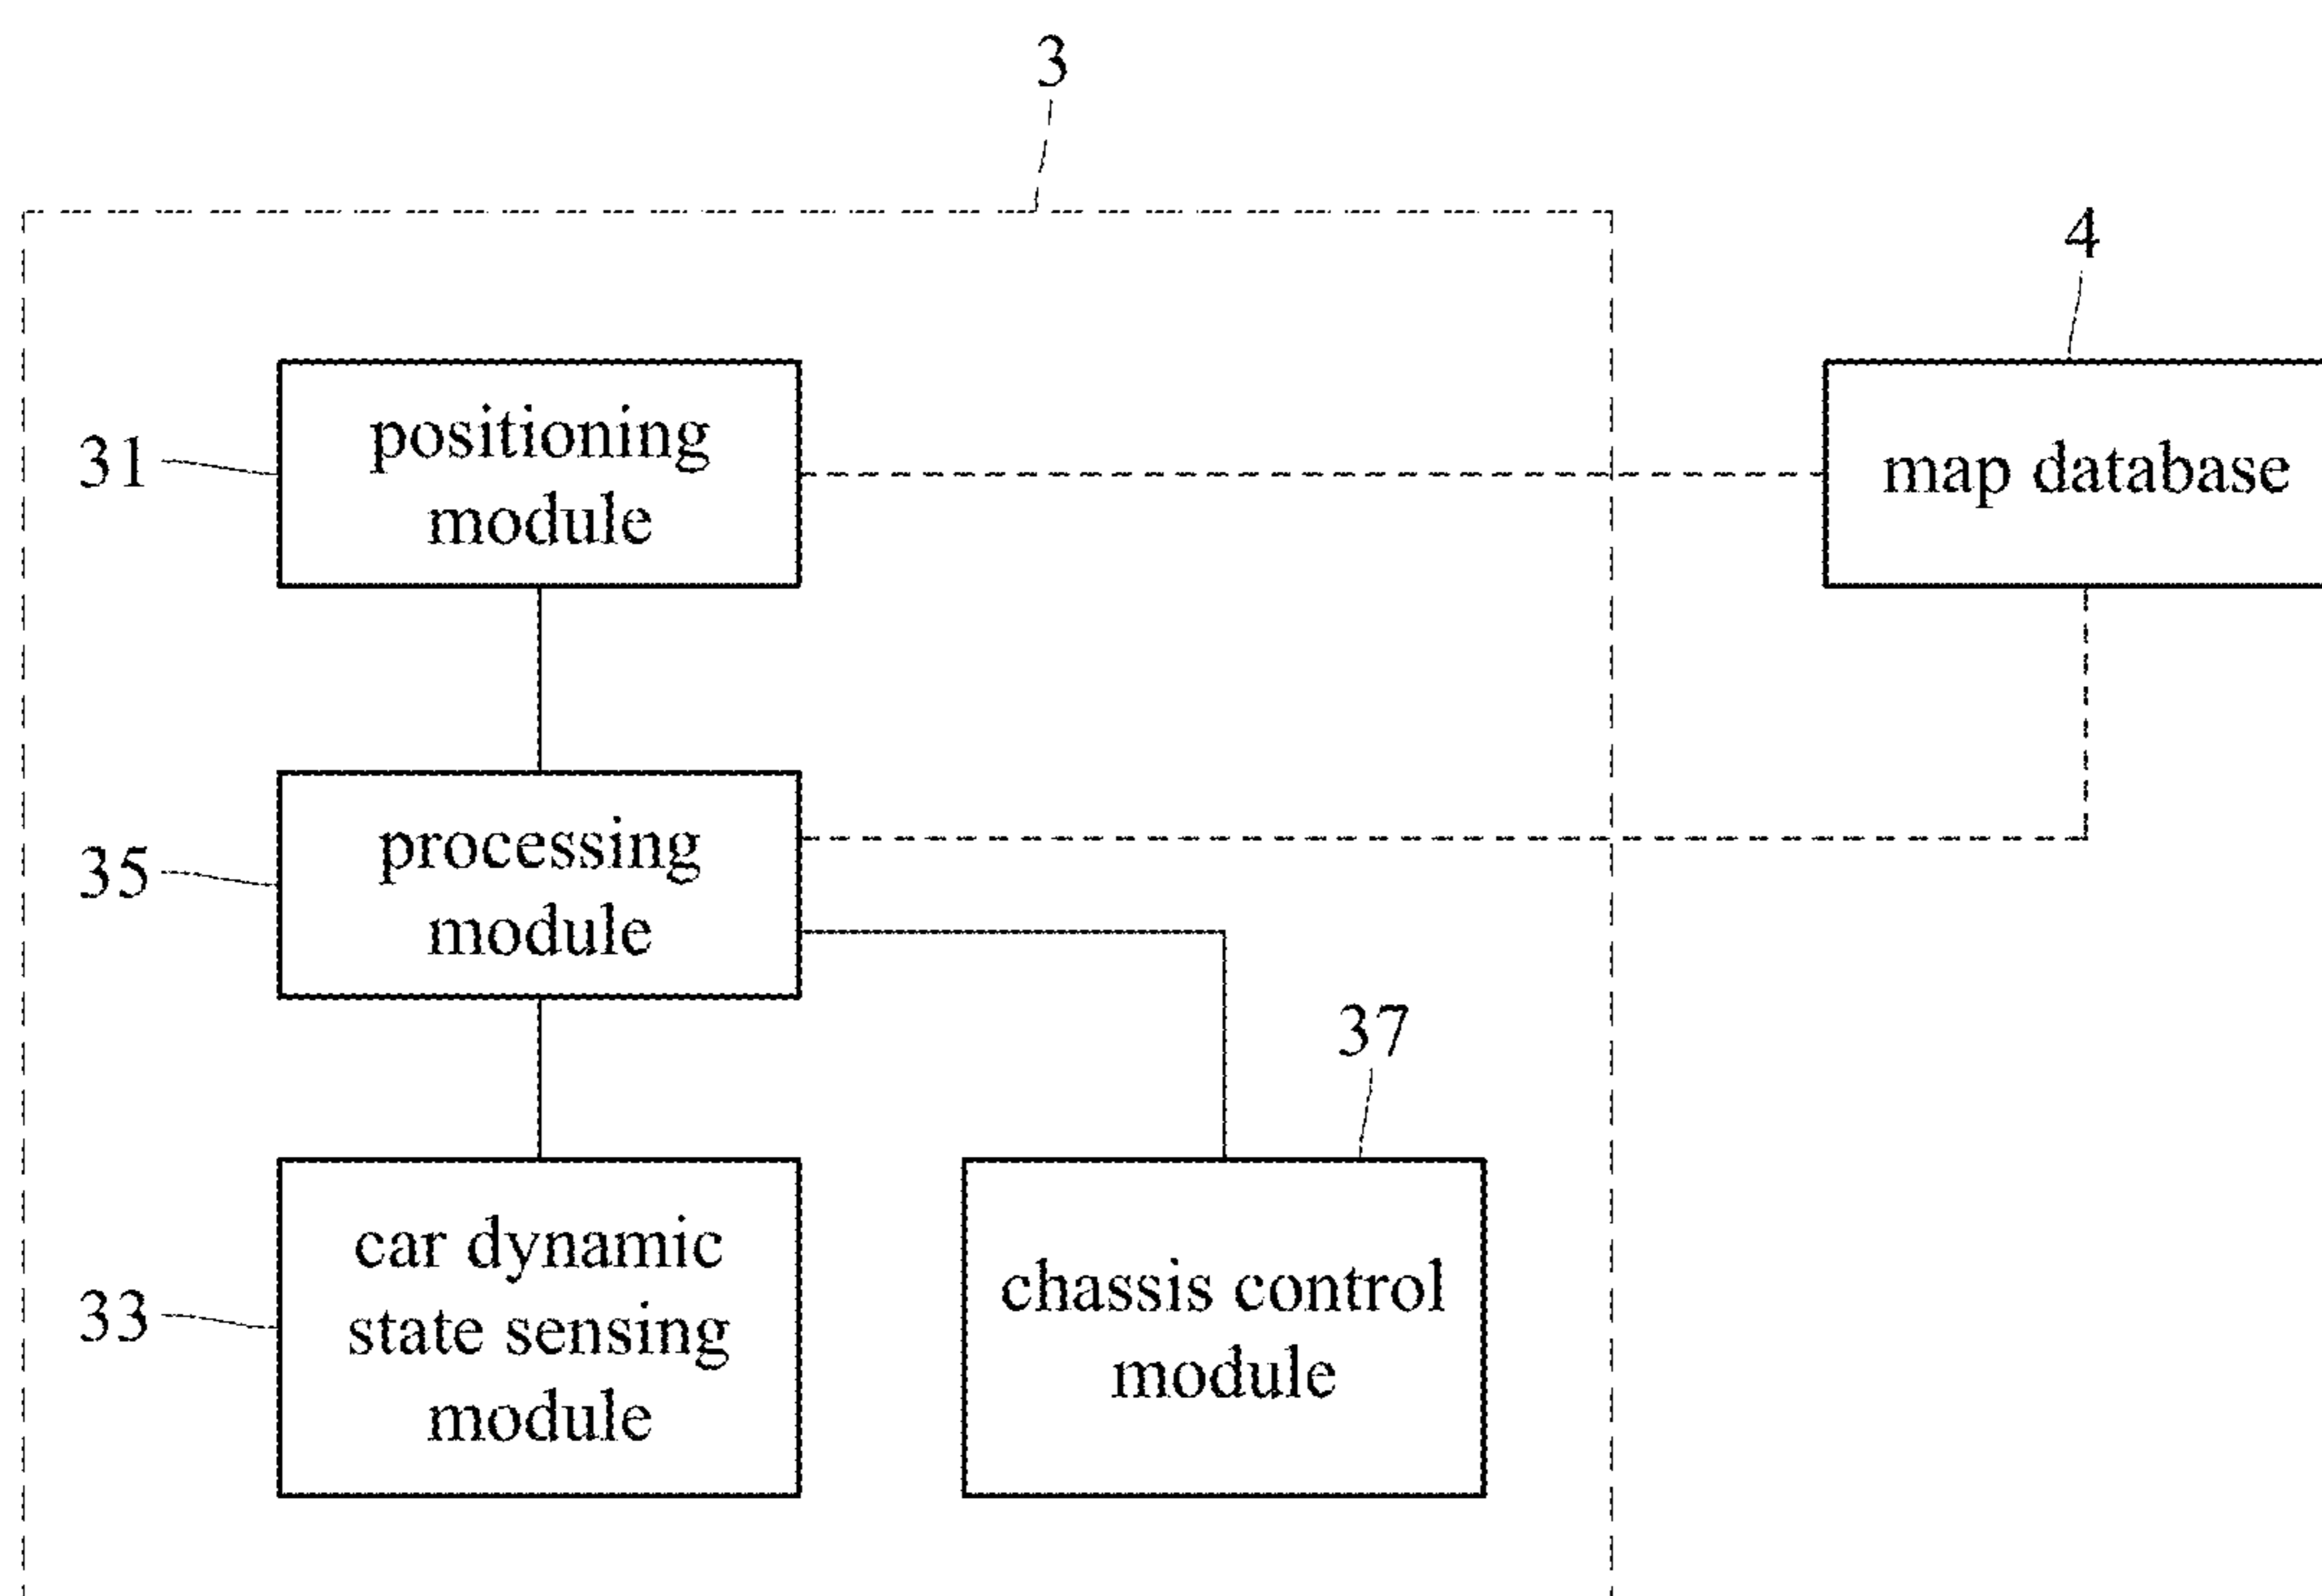 3
4
31
positioning
module
map database
35
processing
module
37
33
car dynamic
state sensing
module
chassis control
module